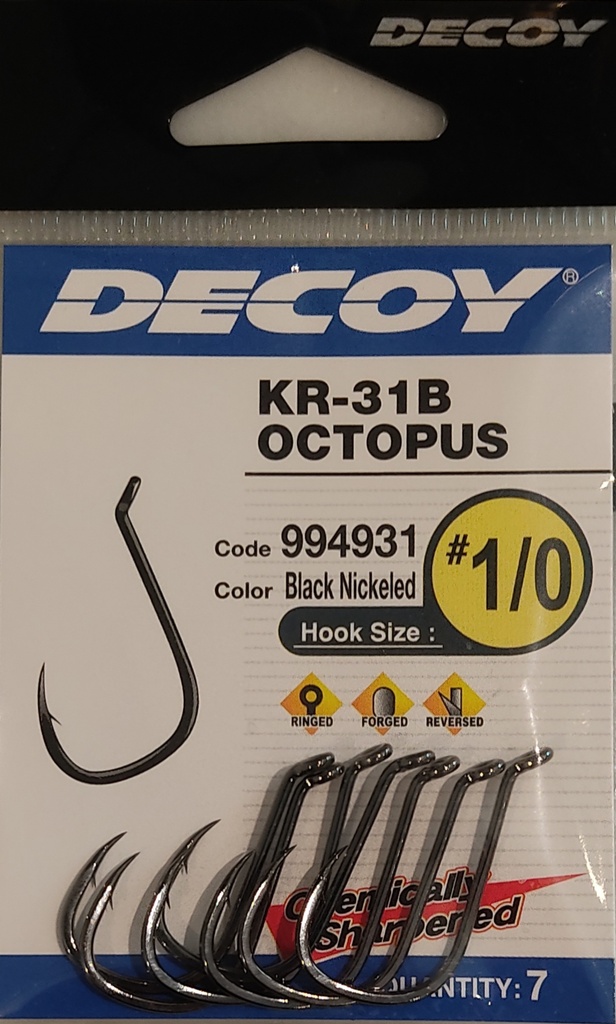 DECOY
DECOY®
KR-31B
OCTOPUS
Code 994931
Color Black Nickeled
#1/0
Hook Size :
RINGED FORGED REVERSED
Chemically
Sharpened
QUANTITY: 7